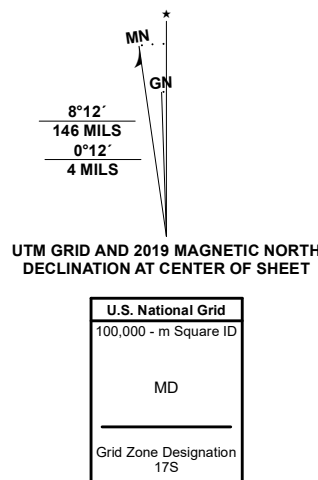 ★
MN
GN
8°12´
146 MILS
0°12´
4 MILS
UTM GRID AND 2019 MAGNETIC NORTH
DECLINATION AT CENTER OF SHEET
U.S. National Grid
100,000 - m Square ID
MD
Grid Zone Designation
17S